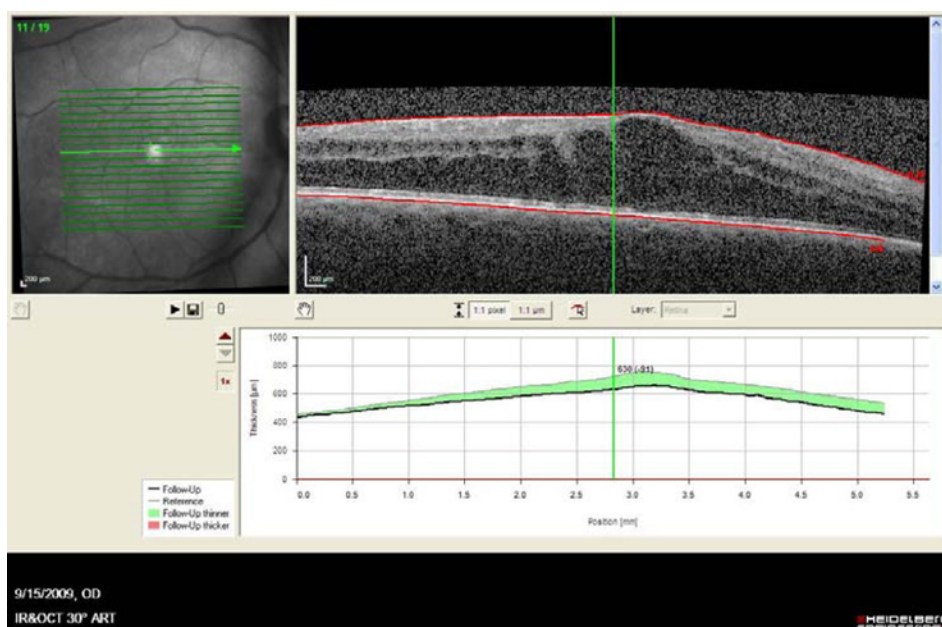 11 / 19
200 µm
200 µm
1:1 pixel
1:1 µm
Layer:
Retina
1x
Thickness [µm]
1000
800
600
400
200
0
0.0 0.5 1.0 1.5 2.0 2.5 3.0 3.5 4.0 4.5 5.0 5.5
Position [mm]
Follow-Up
Reference
Follow-Up thinner
Follow-Up thicker
9/15/2009, OD
IR&OCT 30° ART
HEIDELBERG